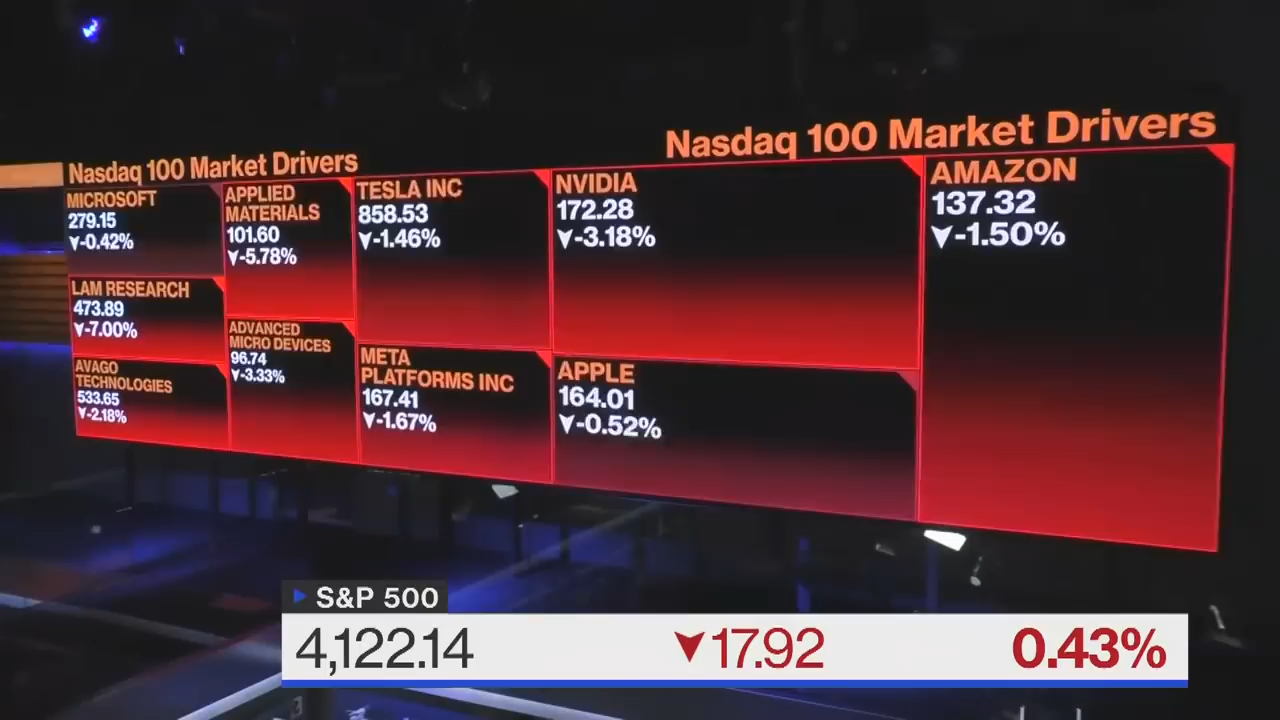 Nasdaq 100 Market Drivers
Nasdaq 100 Market Drivers
MICROSOFT
279.15
▼-0.42%
LAM RESEARCH
473.89
▼-7.00%
AVAGO
TECHNOLOGIES
533.65
▼-2.18%
APPLIED
MATERIALS
101.60
▼-5.78%
ADVANCED
MICRO DEVICES
96.74
▼-3.33%
TESLA INC
858.53
▼-1.46%
META
PLATFORMS INC
167.41
▼-1.67%
NVIDIA
172.28
▼-3.18%
APPLE
164.01
▼-0.52%
AMAZON
137.32
▼-1.50%
S&P 500
4,122.14 ▼17.92 0.43%